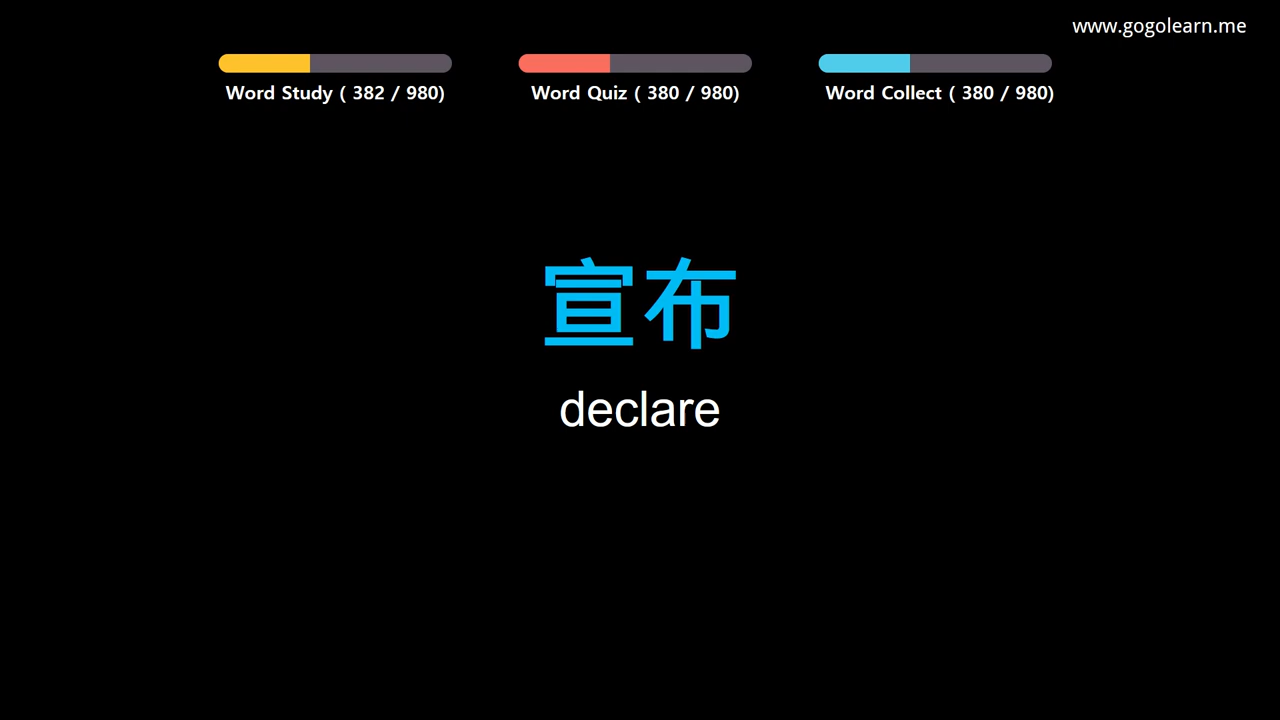 www.gogolearn.me
Word Study ( 382 / 980)
Word Quiz ( 380 / 980)
Word Collect ( 380 / 980)
宣布
declare